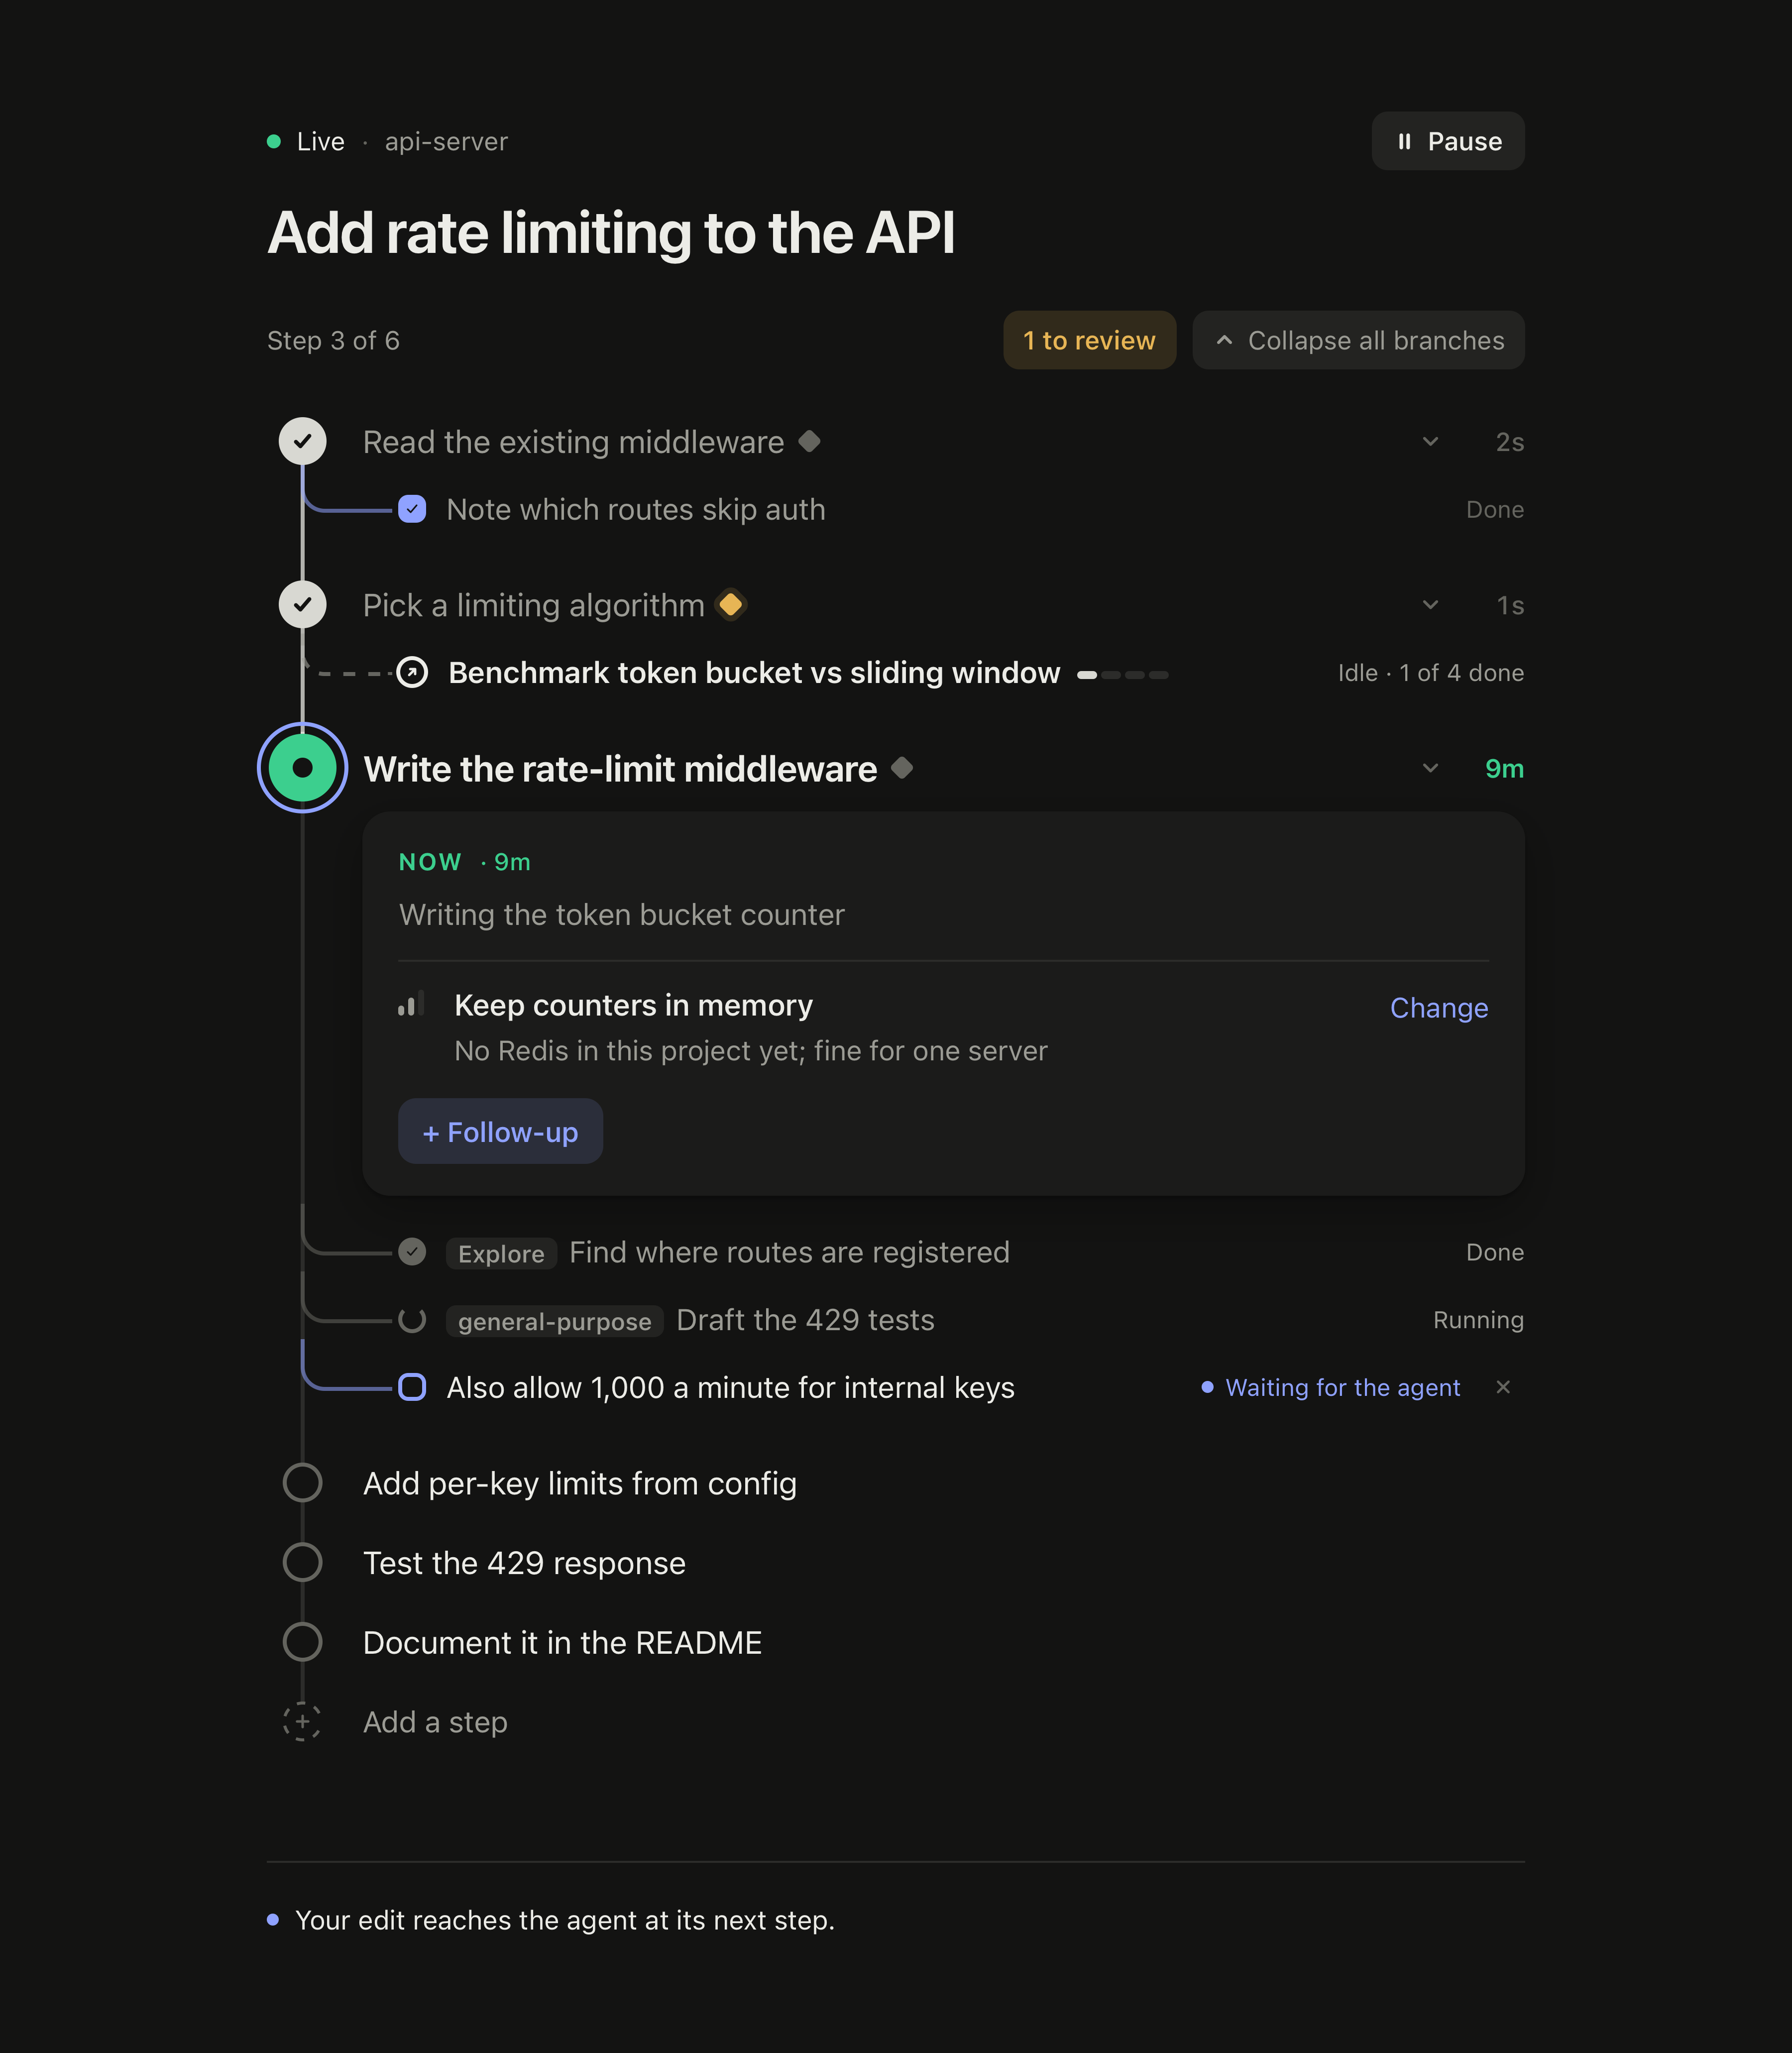 Live · api-server
Pause
Add rate limiting to the API
Step 3 of 6
1 to review
Collapse all branches
Read the existing middleware
2s
Note which routes skip auth
Done
Pick a limiting algorithm
1s
Benchmark token bucket vs sliding window
Idle · 1 of 4 done
Write the rate-limit middleware
9m
NOW · 9m
Writing the token bucket counter
Keep counters in memory
Change
No Redis in this project yet; fine for one server
+ Follow-up
Explore Find where routes are registered
Done
general-purpose Draft the 429 tests
Running
Also allow 1,000 a minute for internal keys
Waiting for the agent
Add per-key limits from config
Test the 429 response
Document it in the README
Add a step
Your edit reaches the agent at its next step.